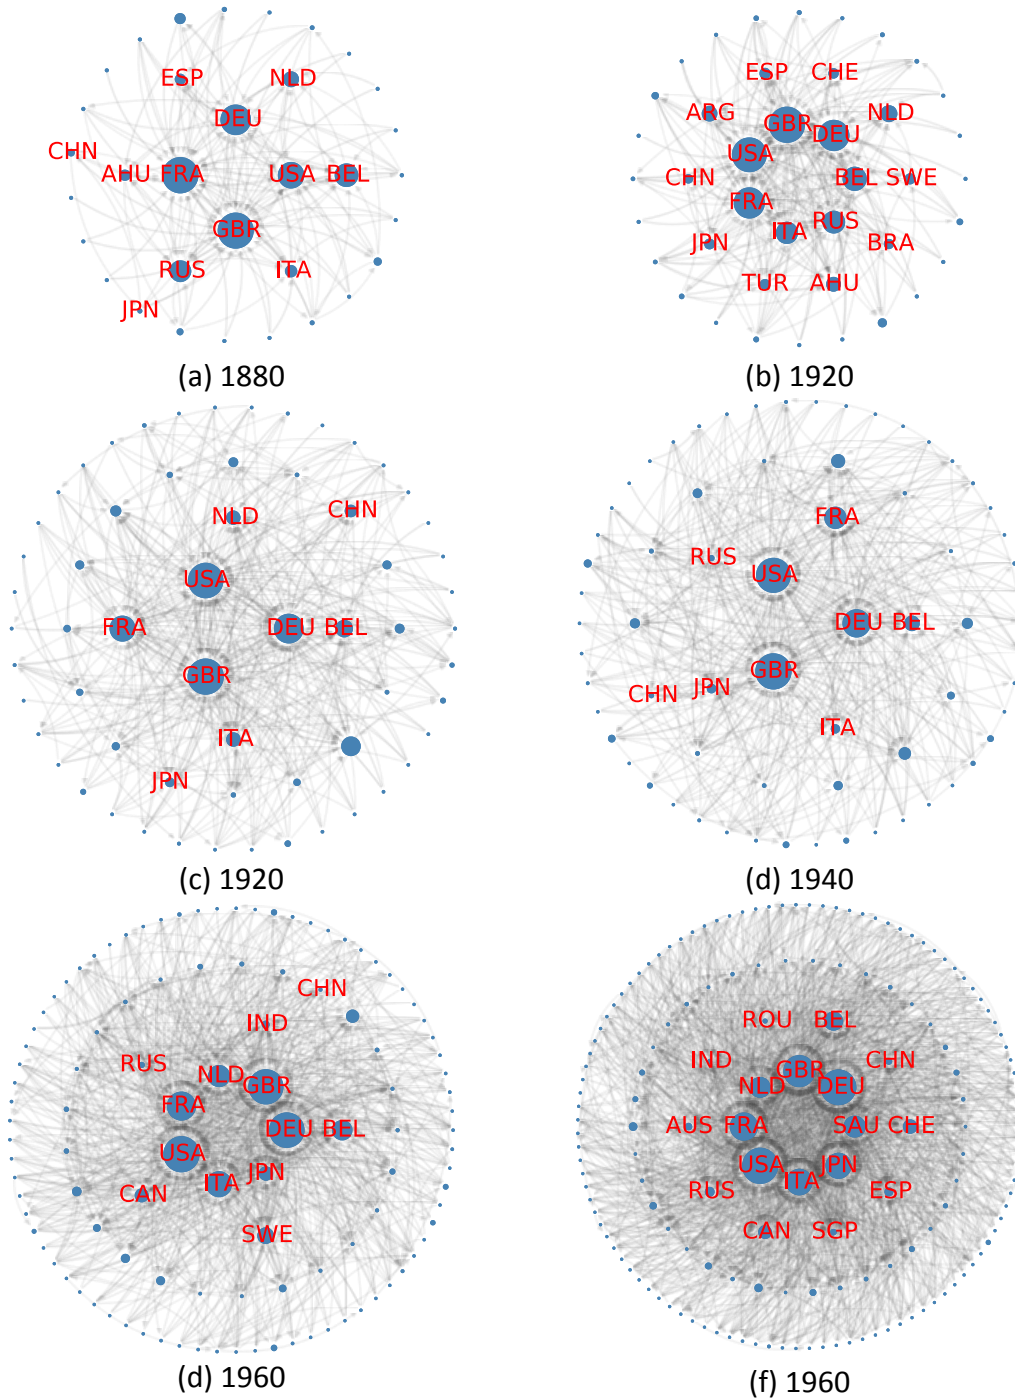 ESP NLD
DEU
CHN
AHU FRA USA BEL
GBR
RUS ITA
JPN
(a) 1880
ESP CHE
ARG GBR DEU NLD
USA
CHN BEL SWE
FRA
ITA RUS
JPN BRA
TUR AHU
(b) 1920
NLD CHN
USA
FRA DEU BEL
GBR
ITA
JPN
(c) 1920
FRA
RUS
USA
DEU BEL
GBR
CHN JPN
ITA
(d) 1940
CHN
IND
RUS
NLD GBR
FRA
DEU BEL
USA
JPN
CAN ITA
SWE
(d) 1960
ROU BEL
IND GBR CHN
NLD DEU
AUS FRA SAU CHE
USA JPN
RUS ITA ESP
CAN SGP
(f) 1960